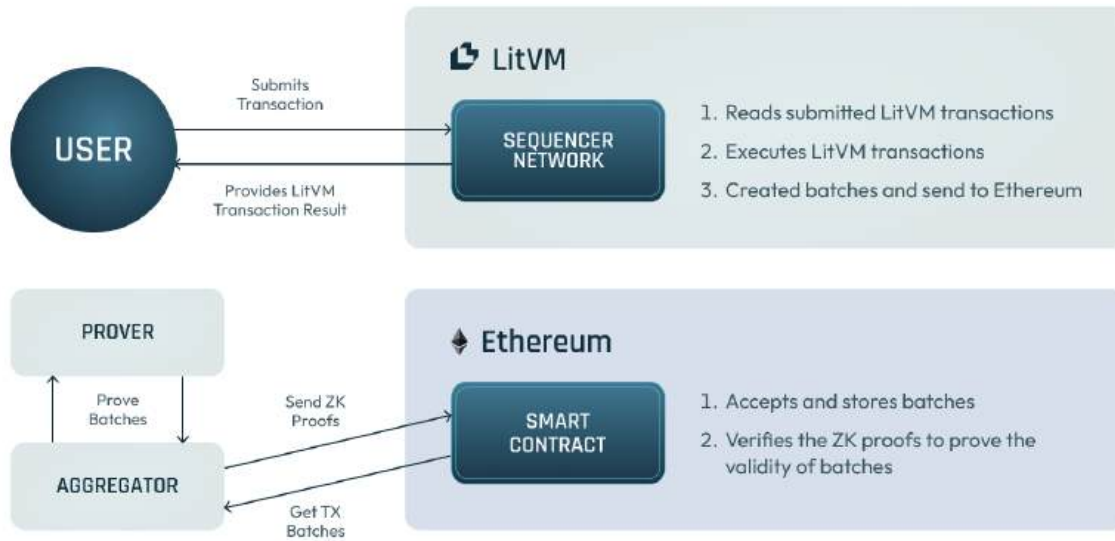 LitVM
Submits
Transaction
USER
SEQUENCER
NETWORK
Provides LitVM
Transaction Result
1. Reads submitted LitVM transactions
2. Executes LitVM transactions
3. Created batches and send to Ethereum
PROVER
Prove
Batches
AGGREGATOR
Send ZK
Proofs
Get TX
Batches
Ethereum
SMART
CONTRACT
1. Accepts and stores batches
2. Verifies the ZK proofs to prove the
validity of batches